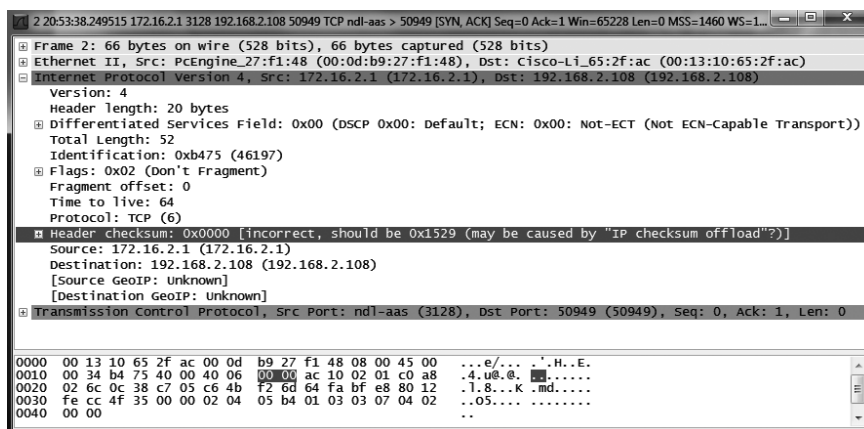 2 20:53:38.249515 172.16.2.1 3128 192.168.2.108 50949 TCP ndl-aas > 50949 [SYN, ACK] Seq=0 Ack=1 Win=65228 Len=0 MSS=1460 WS=1...
Frame 2: 66 bytes on wire (528 bits), 66 bytes captured (528 bits)
Ethernet II, Src: PcEngine_27:f1:48 (00:0d:b9:27:f1:48), Dst: Cisco-Li_65:2f:ac (00:13:10:65:2f:ac)
Internet Protocol Version 4, Src: 172.16.2.1 (172.16.2.1), Dst: 192.168.2.108 (192.168.2.108)
Version: 4
Header length: 20 bytes
Differentiated Services Field: 0x00 (DSCP 0x00: Default; ECN: 0x00: Not-ECT (Not ECN-Capable Transport))
Total Length: 52
Identification: 0xb475 (46197)
Flags: 0x02 (Don't Fragment)
Fragment offset: 0
Time to live: 64
Protocol: TCP (6)
Header checksum: 0x0000 [incorrect, should be 0x1529 (may be caused by "IP checksum offload"?)]
Source: 172.16.2.1 (172.16.2.1)
Destination: 192.168.2.108 (192.168.2.108)
[Source GeoIP: Unknown]
[Destination GeoIP: Unknown]
Transmission Control Protocol, Src Port: ndl-aas (3128), Dst Port: 50949 (50949), Seq: 0, Ack: 1, Len: 0
0000 00 13 10 65 2f ac 00 0d b9 27 f1 48 08 00 45 00 ...e/... .'.H..E.
0010 00 34 b4 75 40 00 40 06 00 00 ac 10 02 01 c0 a8 .4.u@.@. ........
0020 02 6c 0c 38 c7 05 c6 4b f2 6d 64 fa bf e8 80 12 .l.8...K .md.....
0030 fe cc 4f 35 00 00 02 04 05 b4 01 03 03 07 04 02 ..O5.... ........
0040 00 00 ..